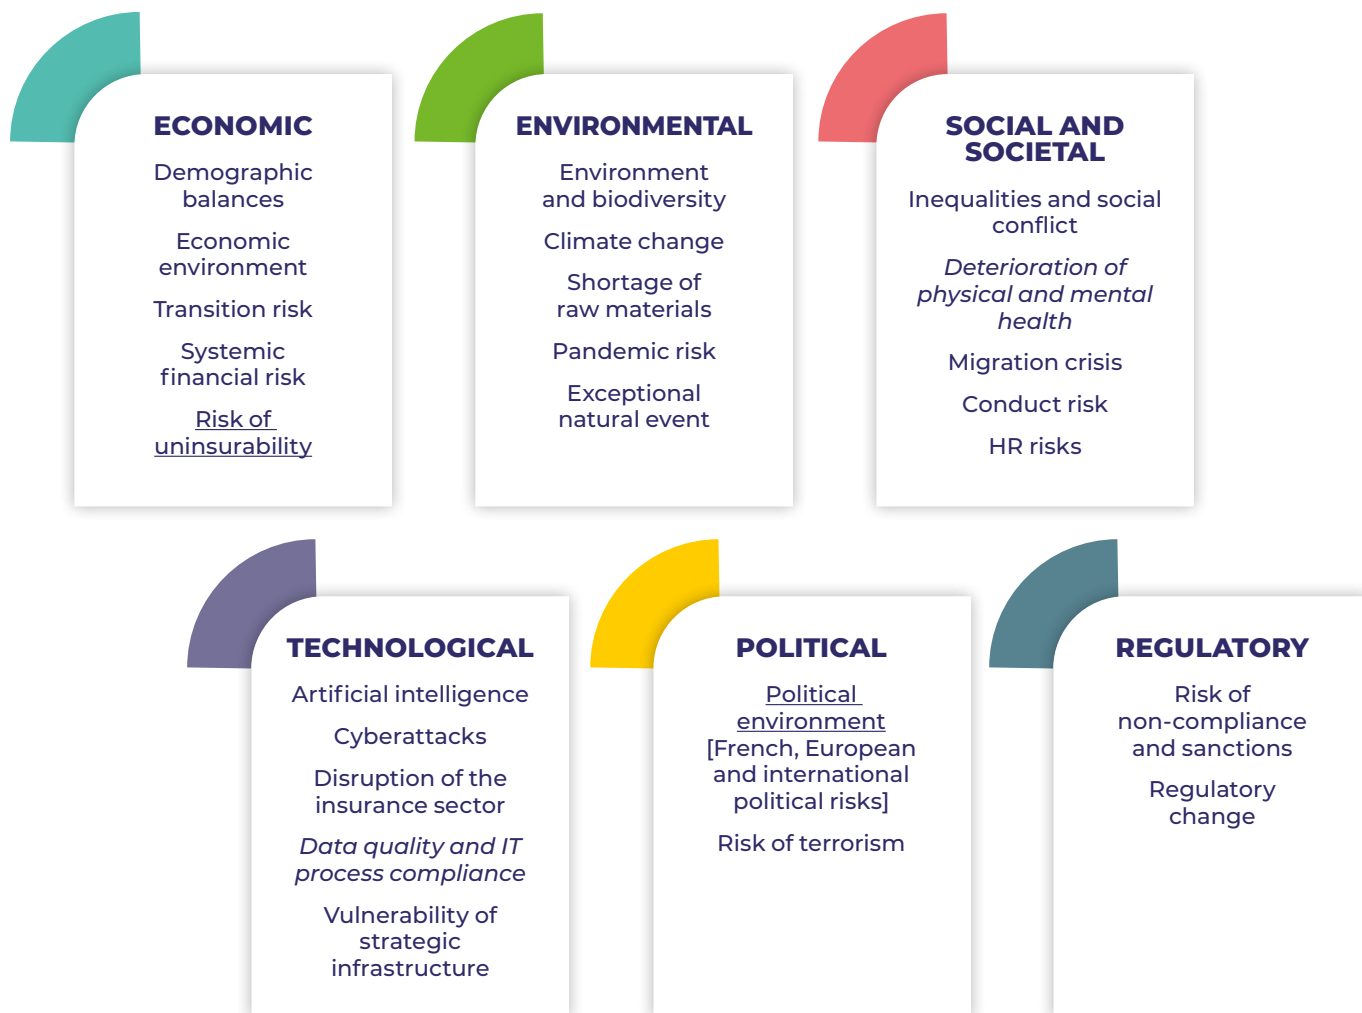 ECONOMIC
Demographic
balances
Economic
environment
Transition risk
Systemic
financial risk
Risk of
uninsurability
ENVIRONMENTAL
Environment
and biodiversity
Climate change
Shortage of
raw materials
Pandemic risk
Exceptional
natural event
SOCIAL AND
SOCIETAL
Inequalities and social
conflict
Deterioration of
physical and mental
health
Migration crisis
Conduct risk
HR risks
TECHNOLOGICAL
Artificial intelligence
Cyberattacks
Disruption of the
insurance sector
Data quality and IT
process compliance
Vulnerability of
strategic
infrastructure
POLITICAL
Political
environment
[French, European
and international
political risks]
Risk of terrorism
REGULATORY
Risk of
non-compliance
and sanctions
Regulatory
change